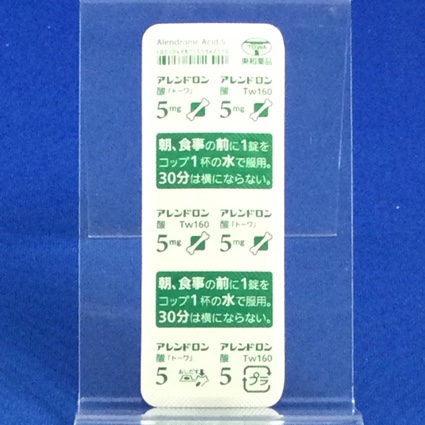 Alendronic Acid 5
TOWA
東和薬品
アレンドロン アレンドロン
酸「トーワ」 酸 Tw160
5mg 5mg
朝、食事の前に1錠を
コップ1杯の水で服用。
30分は横にならない。
アレンドロン アレンドロン
酸 Tw160 酸「トーワ」
5mg 5mg
朝、食事の前に1錠を
コップ1杯の水で服用。
30分は横にならない。
アレンドロン アレンドロン
酸「トーワ」 酸 Tw160
5 おしだす 5 プラ